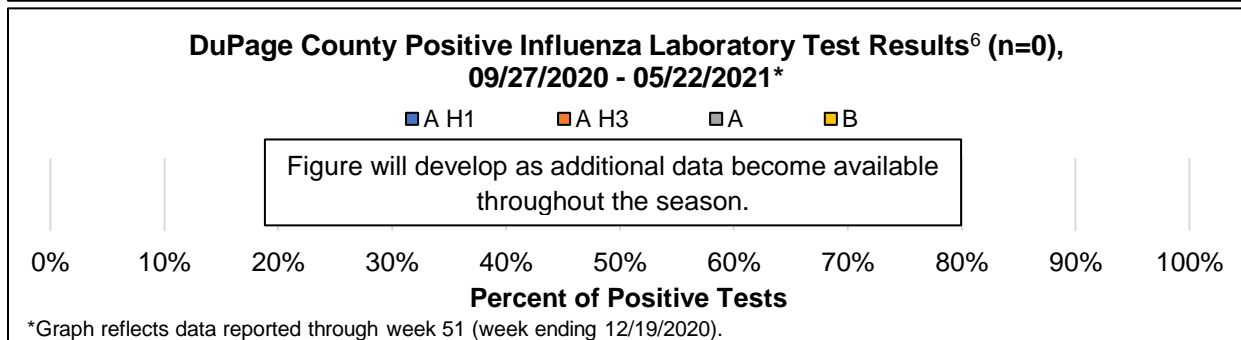 DuPage County Positive Influenza Laboratory Test Results⁶ (n=0),
09/27/2020 - 05/22/2021*
A H1 A H3 A B
Figure will develop as additional data become available
throughout the season.
0% 10% 20% 30% 40% 50% 60% 70% 80% 90% 100%
Percent of Positive Tests
*Graph reflects data reported through week 51 (week ending 12/19/2020).